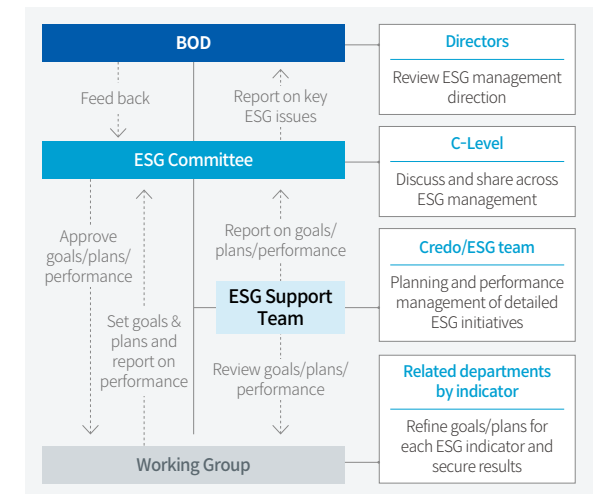 BOD
Directors
Review ESG management
direction
Feed back
Report on key
ESG issues
ESG Committee
C-Level
Discuss and share across
ESG management
Approve
goals/plans/
performance
Report on goals/
plans/performance
Credo/ESG team
Planning and performance
management of detailed
ESG initiatives
ESG Support
Team
Set goals &
plans and
report on
performance
Review goals/plans/
performance
Related departments
by indicator
Refine goals/plans for
each ESG indicator and
secure results
Working Group